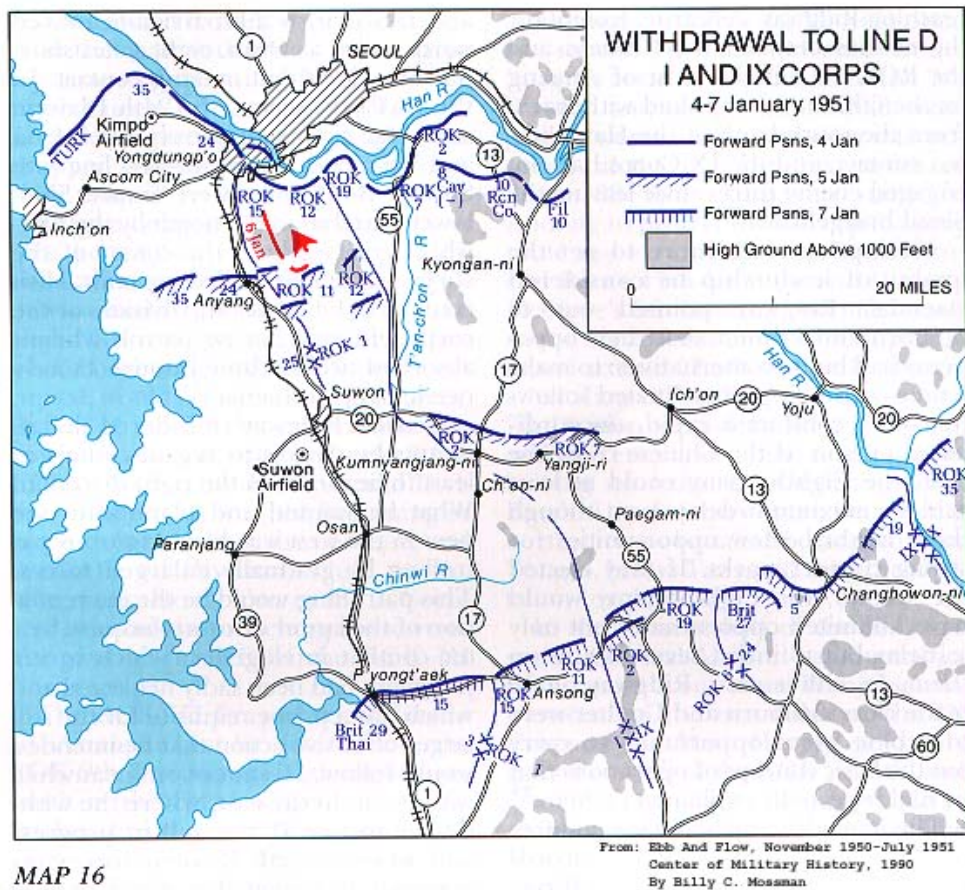 WITHDRAWAL TO LINE D
I AND IX CORPS
4-7 January 1951
Forward Psns, 4 Jan
Forward Psns, 5 Jan
Forward Psns, 7 Jan
High Ground Above 1000 Feet
0
20 MILES
1
SEOUL
Han R
35
TURK
Kimpo
Airfield
24
Yongdungp'o
Ascom City
Inch'on
ROK
15
ROK
12
ROK
19
ROK
7
ROK
2
8
Cav
(-)
10
Rcn
Co
Fil
10
13
55
6 Jan
Kyongan
35
24
Anyang
ROK 11
ROK
T'an-ch'on R
25
ROK 1
Suwon
20
17
Ich'on
20
Yoju
20
Han R
Suwon
Airfield
ROK
2
ROK
Kumnyangjang-ni
Yangji-ri
Ch'op-ni
ROK
35
13
Paranjang
Osan
Paegam-ni
55
19
IX
X
Chinwi R
Changhowon-ni
5
39
17
ROK
19
Brit
27
ROK
11
24
ROK
P'yongt'aek
15
ROK
15
Ansong
Brit
Thai
29
I
IX
ROK
13
60
1
MAP 16
From: Ebb And Flow, November 1950-July 1951
Center of Military History, 1990
By Billy C. Mossman